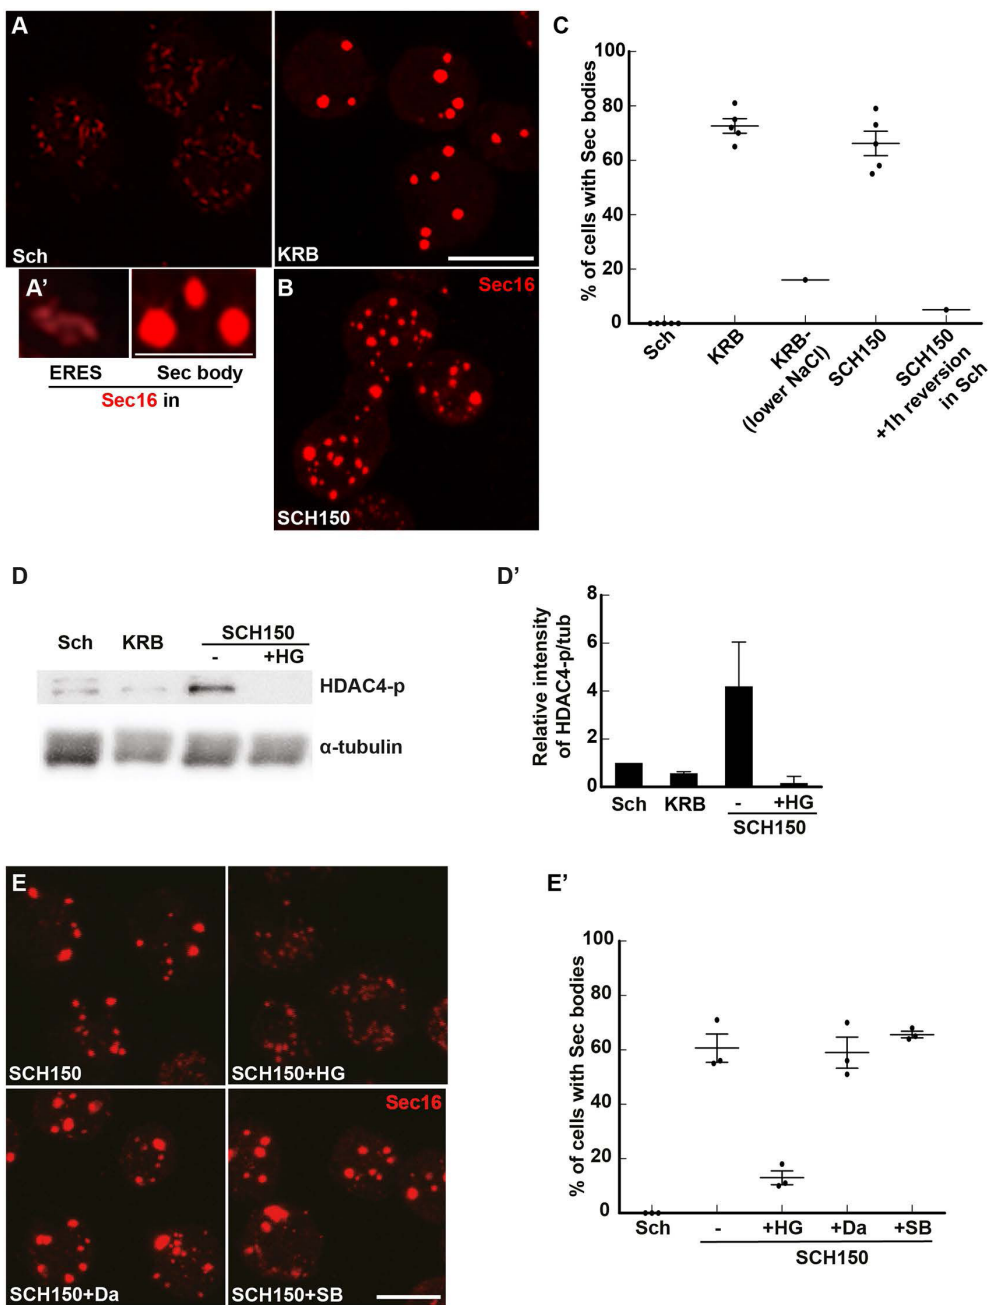 A
Sch
KRB
A’
ERES
Sec body
Sec16 in
B
Sec16
SCH150
C
% of cells with Sec bodies
100
80
60
40
20
0
Sch
KRB
KRB-
(lower NaCl)
SCH150
SCH150
+1h reversion
in Sch
D
Sch
KRB
SCH150
-
+HG
HDAC4-p
α-tubulin
D’
Relative intensity
of HDAC4-p/tub
8
6
4
2
0
Sch
KRB
-
+HG
SCH150
E
SCH150
SCH150+HG
Sec16
SCH150+Da
SCH150+SB
E’
% of cells with Sec bodies
100
80
60
40
20
0
Sch
-
+HG
+Da
+SB
SCH150